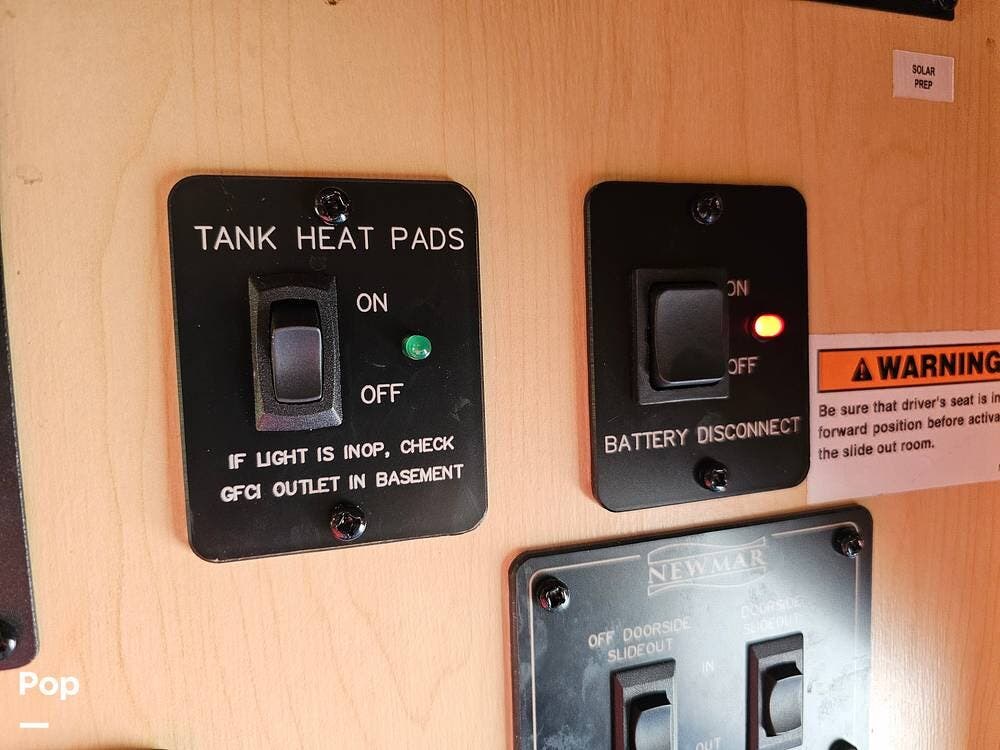 SOLAR
PREP
TANK HEAT PADS
ON
OFF
IF LIGHT IS INOP, CHECK
GFCI OUTLET IN BASEMENT
ON
OFF
BATTERY DISCONNECT
WARNING
Be sure that driver's seat is in
forward position before
the slide out room.
NEWMAR
OFF DOORSIDE
SLIDEOUT
DOORSIDE
SLIDEOUT
IN
OUT
Pop